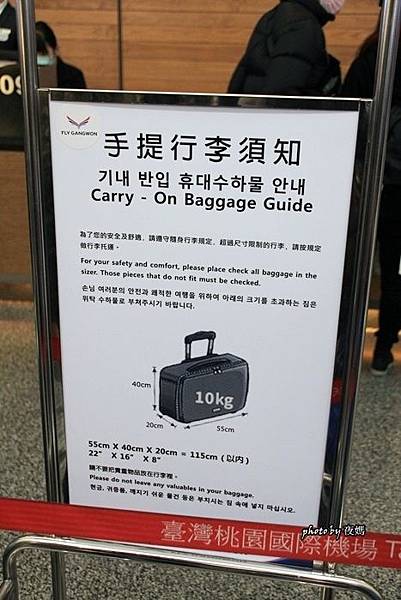 09
FLY GANGWON
手提行李須知
기내 반입 휴대수하물 안내
Carry - On Baggage Guide
為了您的安全及舒適，請遵守隨身行李規定，超過尺寸限制的行李，請按規定
做行李托運。
For your safety and comfort, please place check all baggage in the
sizer. Those pieces that do not fit must be checked.
손님 여러분의 안전과 쾌적한 여행을 위하여 아래의 크기를 초과하는 짐은
위탁 수하물로 부쳐주시기 바랍니다.
40cm
10kg
20cm
55cm
55cm X 40cm X 20cm = 115cm (以內)
22" X 16" X 8"
請不要把貴重物品放在行李裡。
Please do not leave any valuables in your baggage.
현금, 귀중품, 깨지기 쉬운 물건 등은 부치시는 짐 속에 넣지 마십시오.
photo by 夜媽
臺灣桃園國際機場 T